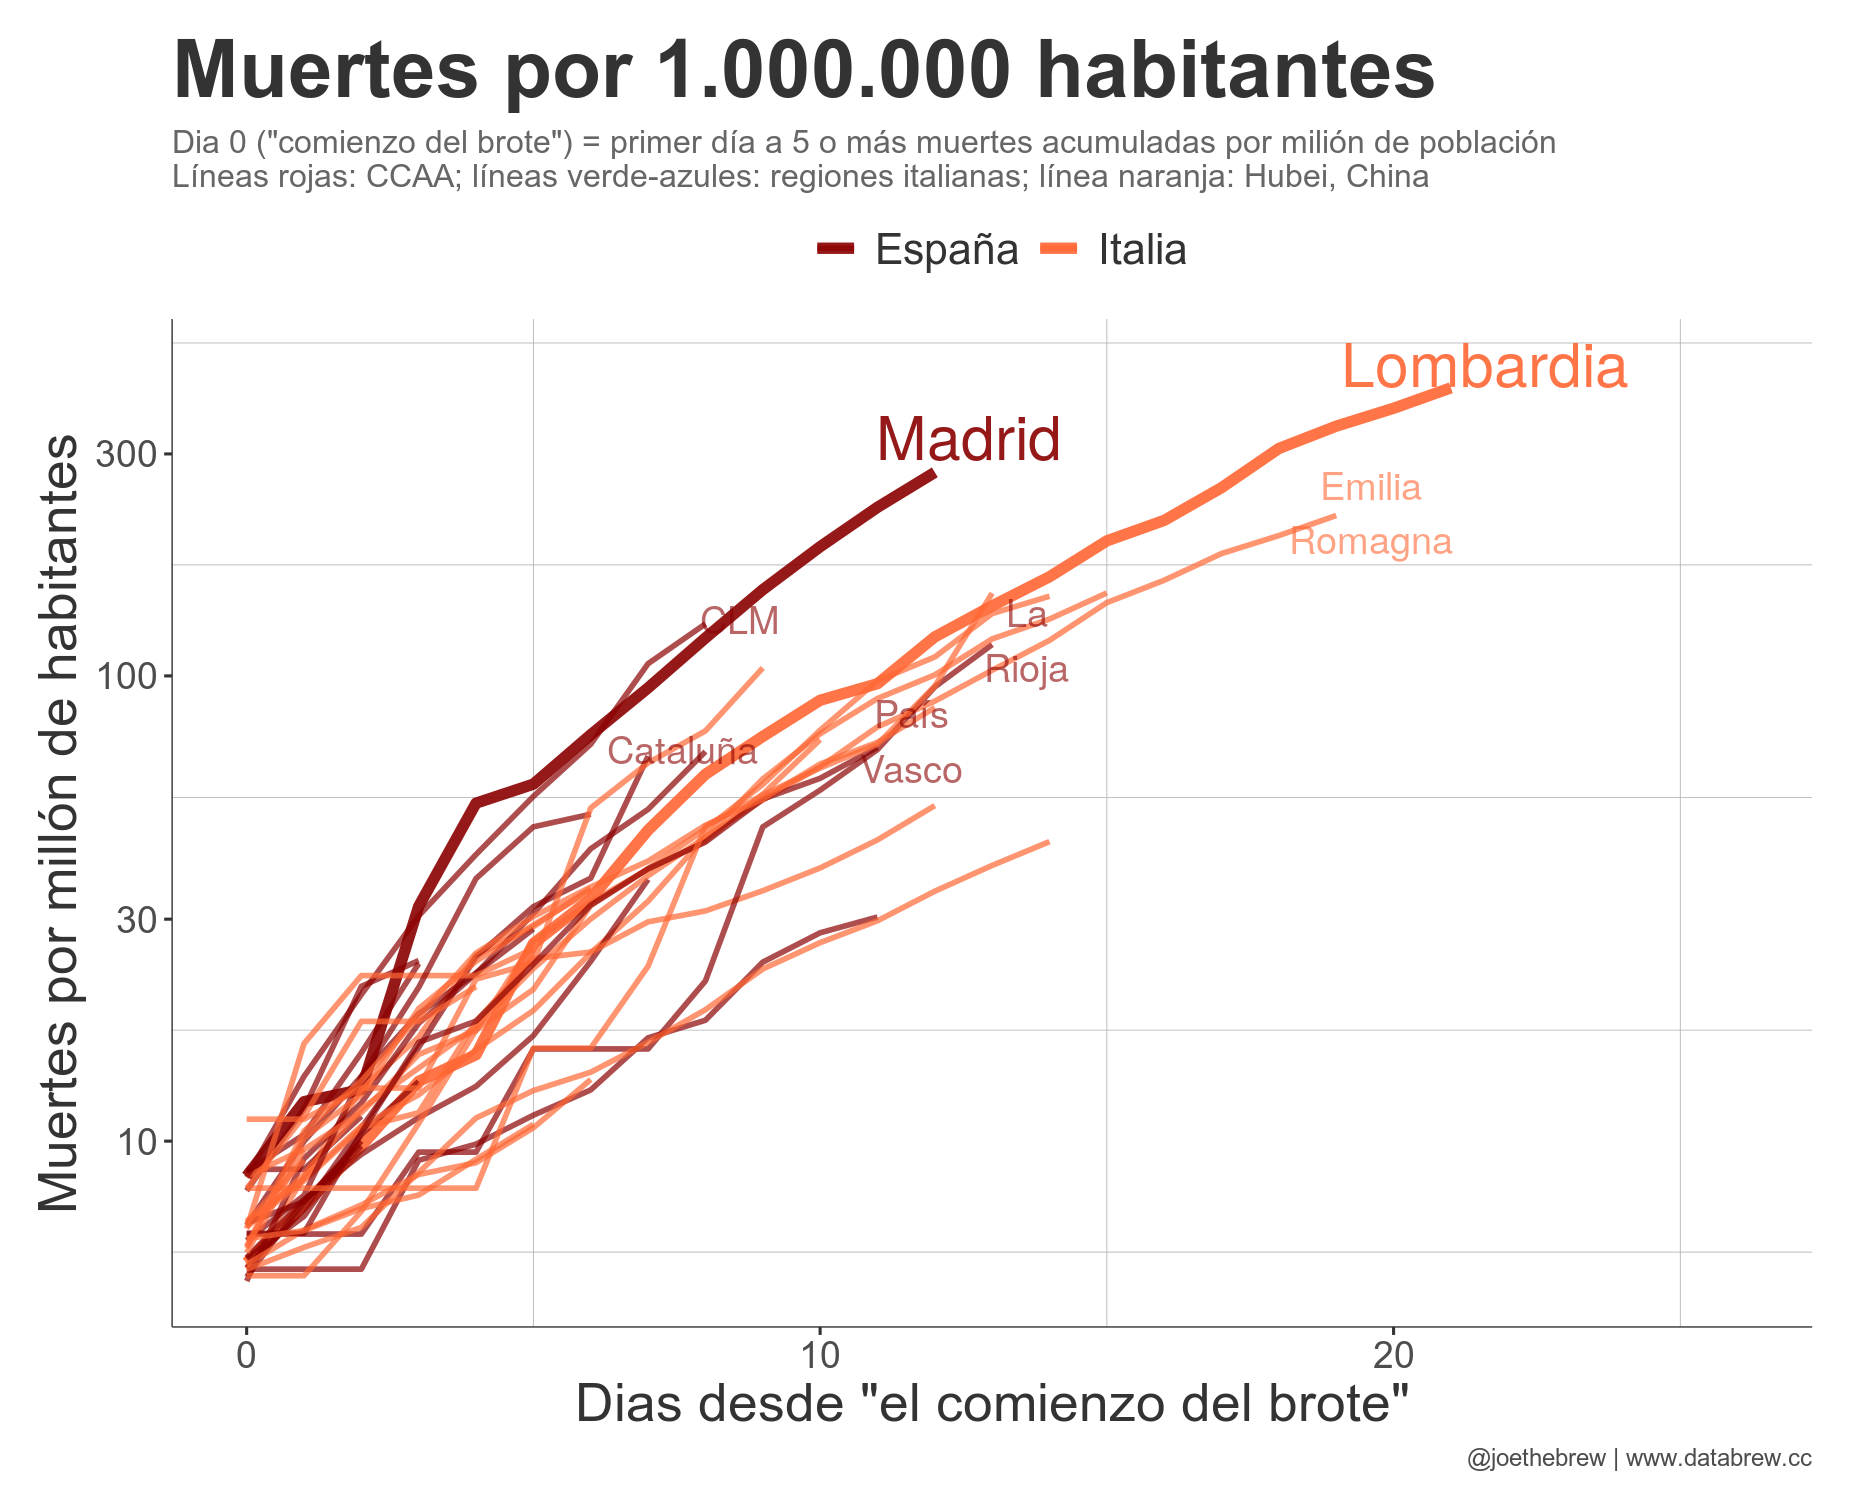 Muertes por 1.000.000 habitantes
Dia 0 ("comienzo del brote") = primer día a 5 o más muertes acumuladas por milión de población
Líneas rojas: CCAA; líneas verde-azules: regiones italianas; línea naranja: Hubei, China
España Italia
Muertes por millón de habitantes
300
100
30
10
Lombardia
Madrid
Emilia
Romagna
CLM
La
Rioja
País
Vasco
Cataluña
0 10 20
Dias desde "el comienzo del brote"
@joethebrew | www.databrew.cc